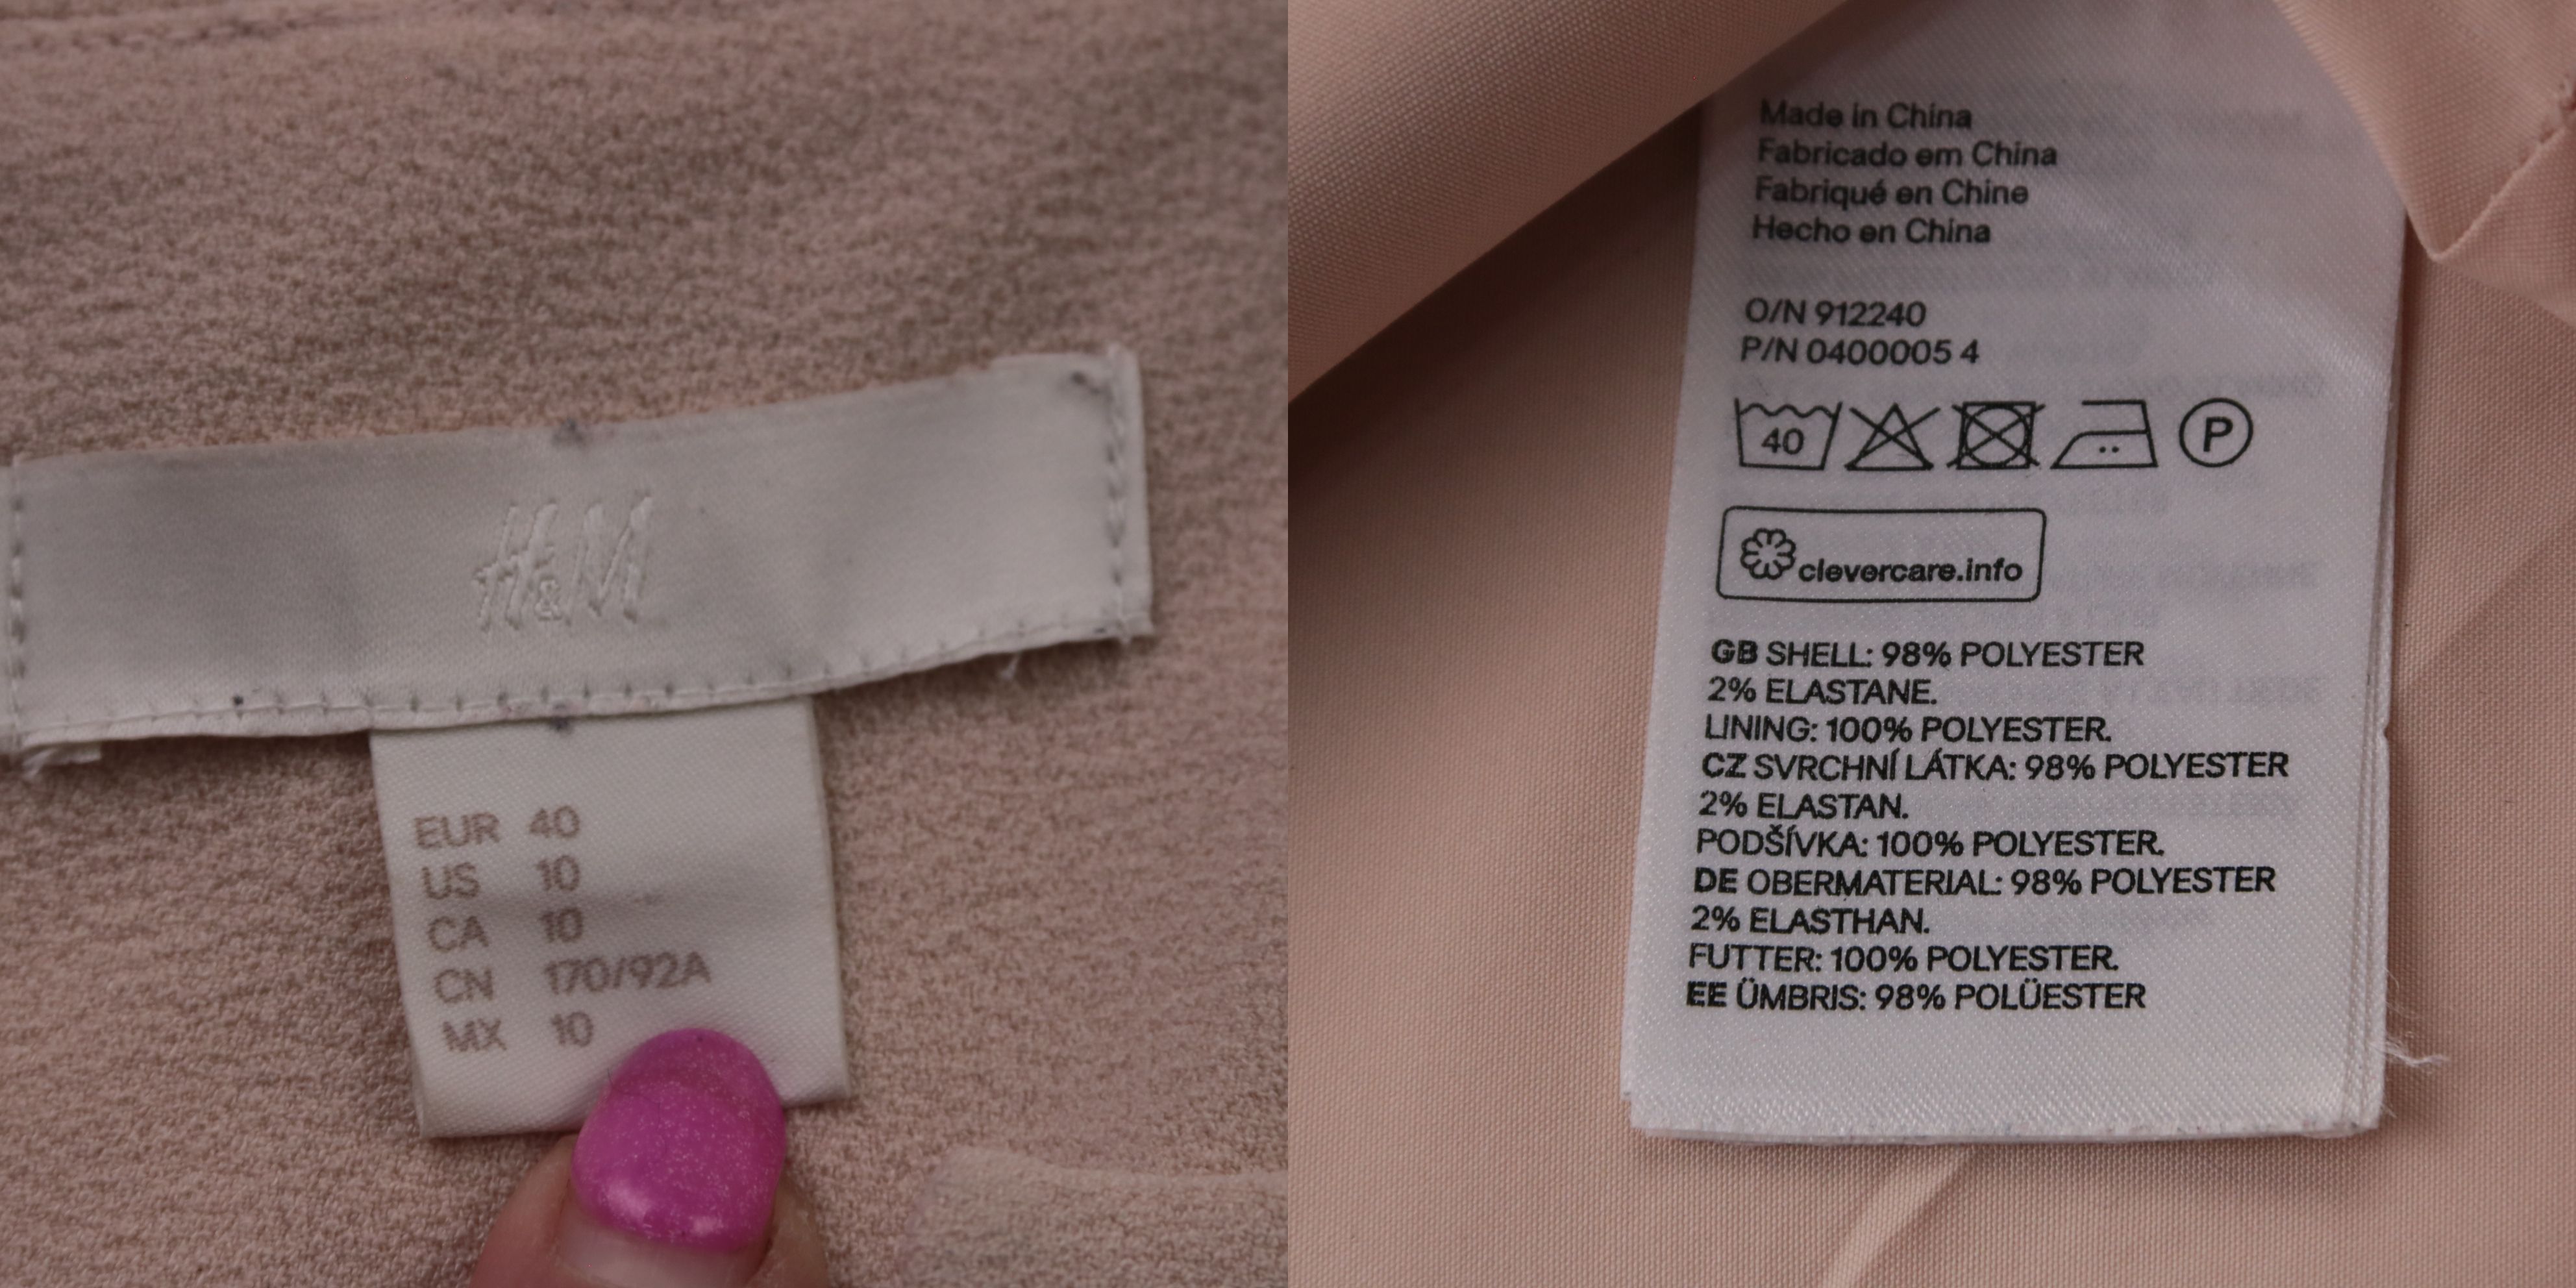 H&M
EUR 40
US 10
CA 10
CN 170/92A
MX 10
Made in China
Fabricado em China
Fabriqué en Chine
Hecho en China
O/N 912240
P/N 0400005 4
40
P
clevercare.info
GB SHELL: 98% POLYESTER
2% ELASTANE.
LINING: 100% POLYESTER.
CZ SVRCHNÍ LÁTKA: 98% POLYESTER
2% ELASTAN.
PODŠÍVKA: 100% POLYESTER.
DE OBERMATERIAL: 98% POLYESTER
2% ELASTHAN.
FUTTER: 100% POLYESTER.
EE ÜMBRIS: 98% POLÜESTER